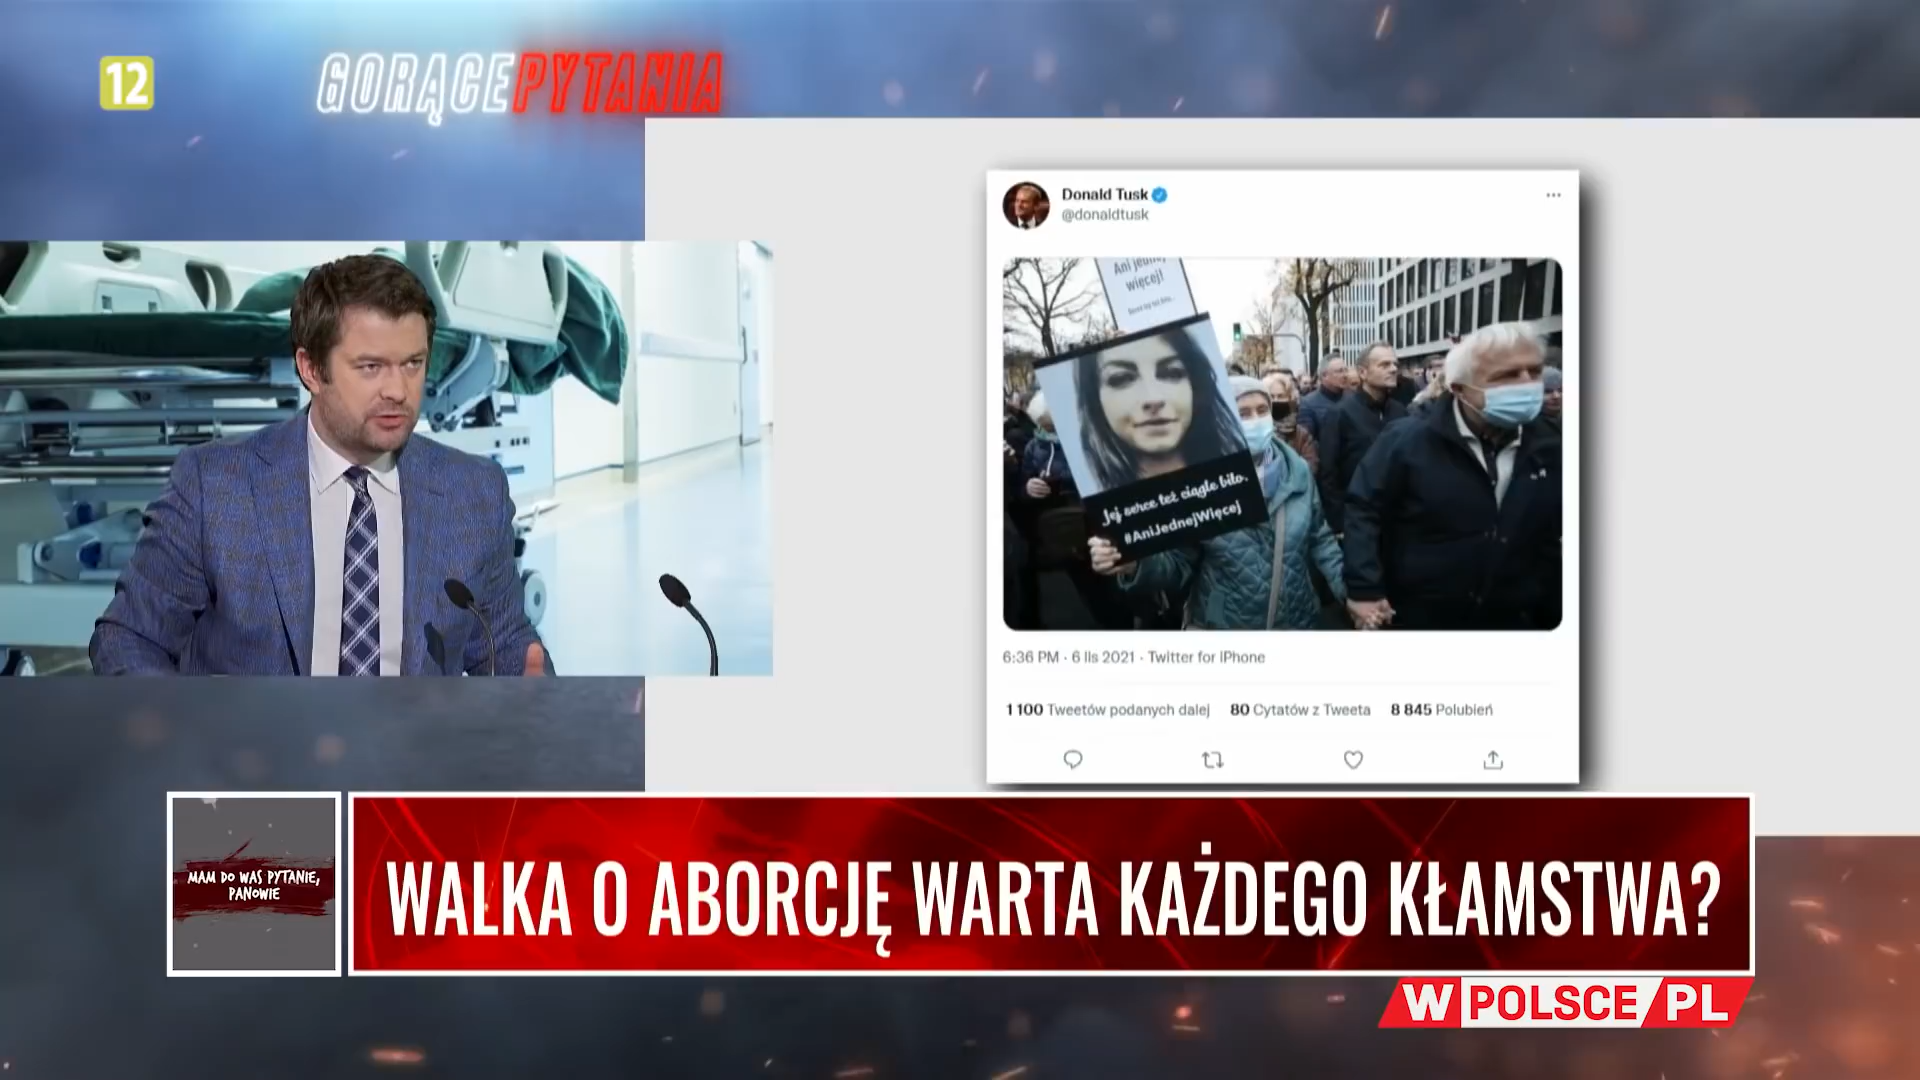 12
GORĄCE PYTANIA
Donald Tusk
@donaldtusk
Ani jednej
więcej!
Jej serce też ciągle biło.
#AniJednejWięcej
6:36 PM · 6 lis 2021 · Twitter for iPhone
1 100 Tweetów podanych dalej 80 Cytatów z Tweeta 8 845 Polubień
MAM DO WAS PYTANIE,
PANOWIE
WALKA O ABORCJĘ WARTA KAŻDEGO KŁAMSTWA?
WPOLSCE/PL